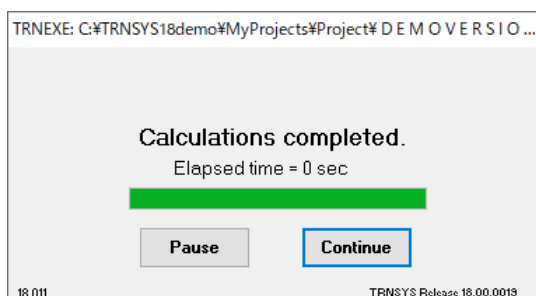 TRNEXE: C:¥TRNSYS18demo¥MyProjects¥Project¥ D E M O V E R S I O ...
Calculations completed.
Elapsed time = 0 sec
Pause
Continue
18.011
TRNSYS Release 18.00.0019